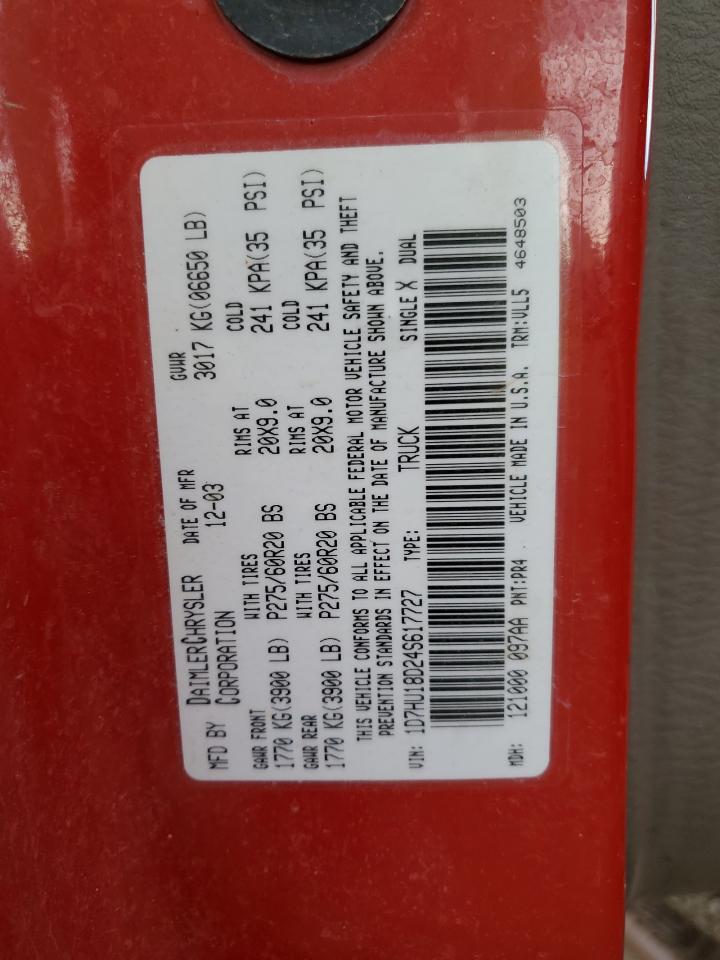 MFD BY DAIMLERCHRYSLER CORPORATION DATE OF MFR 12-03 GVWR 3017 KG(06650 LB)
GAWR FRONT WITH TIRES RIMS AT COLD
1770 KG(3900 LB) P275/60R20 BS 20X9.0 241 KPA(35 PSI)
GAWR REAR WITH TIRES RIMS AT COLD
1770 KG(3900 LB) P275/60R20 BS 20X9.0 241 KPA(35 PSI)
THIS VEHICLE CONFORMS TO ALL APPLICABLE FEDERAL MOTOR VEHICLE SAFETY AND THEFT
PREVENTION STANDARDS IN EFFECT ON THE DATE OF MANUFACTURE SHOWN ABOVE.
VIN: 1D7HU18D24S617727 TYPE: TRUCK SINGLE X DUAL
MDH: 121000 097AA PNT:PR4 VEHICLE MADE IN U.S.A. TRM:VLL5 4648503